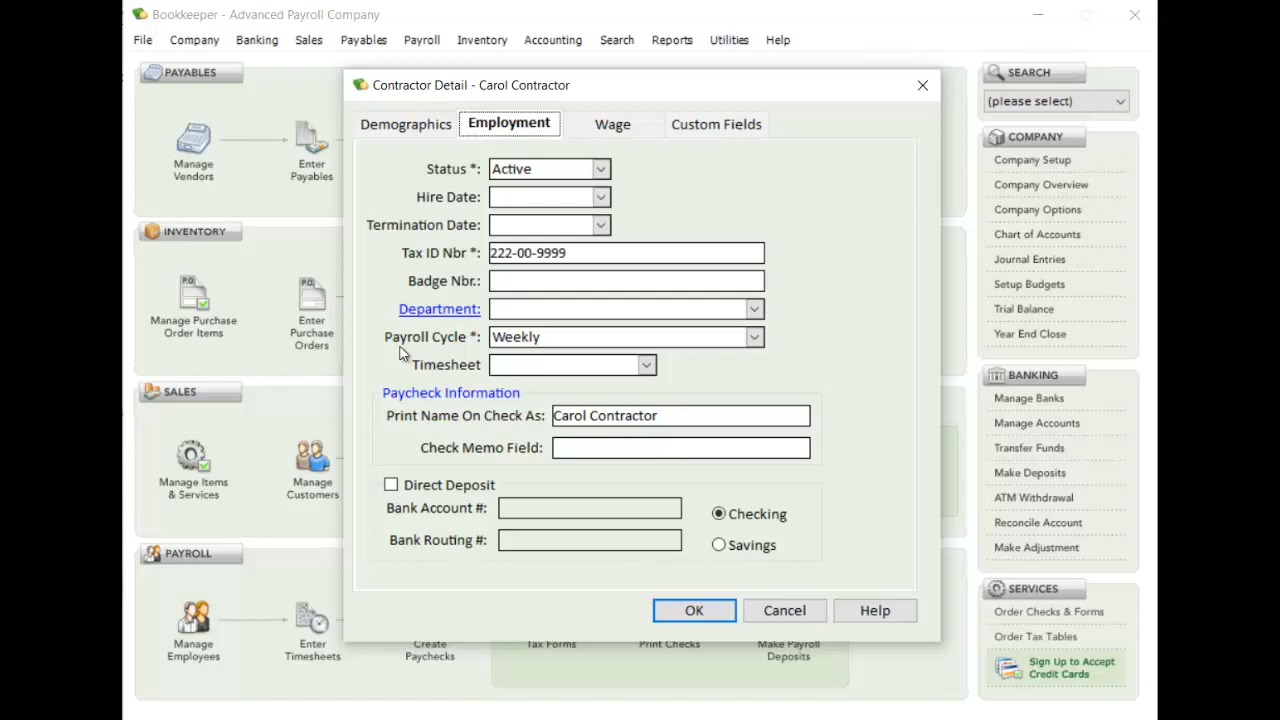 Bookkeeper - Advanced Payroll Company
File Company Banking Sales Payables Payroll Inventory Accounting Search Reports Utilities Help
PAYABLES
Manage
Vendors
Enter
Payables
INVENTORY
P.O.
Manage Purchase
Order Items
P.O.
Enter
Purchase
Orders
SALES
Manage Items
& Services
Manage
Customers
PAYROLL
Manage
Employees
Enter
Timesheets
Create
Paychecks
Tax Forms
Print Checks
Make Payroll
Deposits
Contractor Detail - Carol Contractor
Demographics Employment Wage Custom Fields
Status *: Active
Hire Date:
Termination Date:
Tax ID Nbr *: 222-00-9999
Badge Nbr.:
Department:
Payroll Cycle *: Weekly
Timesheet
Paycheck Information
Print Name On Check As: Carol Contractor
Check Memo Field:
Direct Deposit
Bank Account #:
Bank Routing #:
Checking
Savings
OK Cancel Help
SEARCH
(please select)
COMPANY
Company Setup
Company Overview
Company Options
Chart of Accounts
Journal Entries
Setup Budgets
Trial Balance
Year End Close
BANKING
Manage Banks
Manage Accounts
Transfer Funds
Make Deposits
ATM Withdrawal
Reconcile Account
Make Adjustment
SERVICES
Order Checks & Forms
Order Tax Tables
Sign Up to Accept
Credit Cards